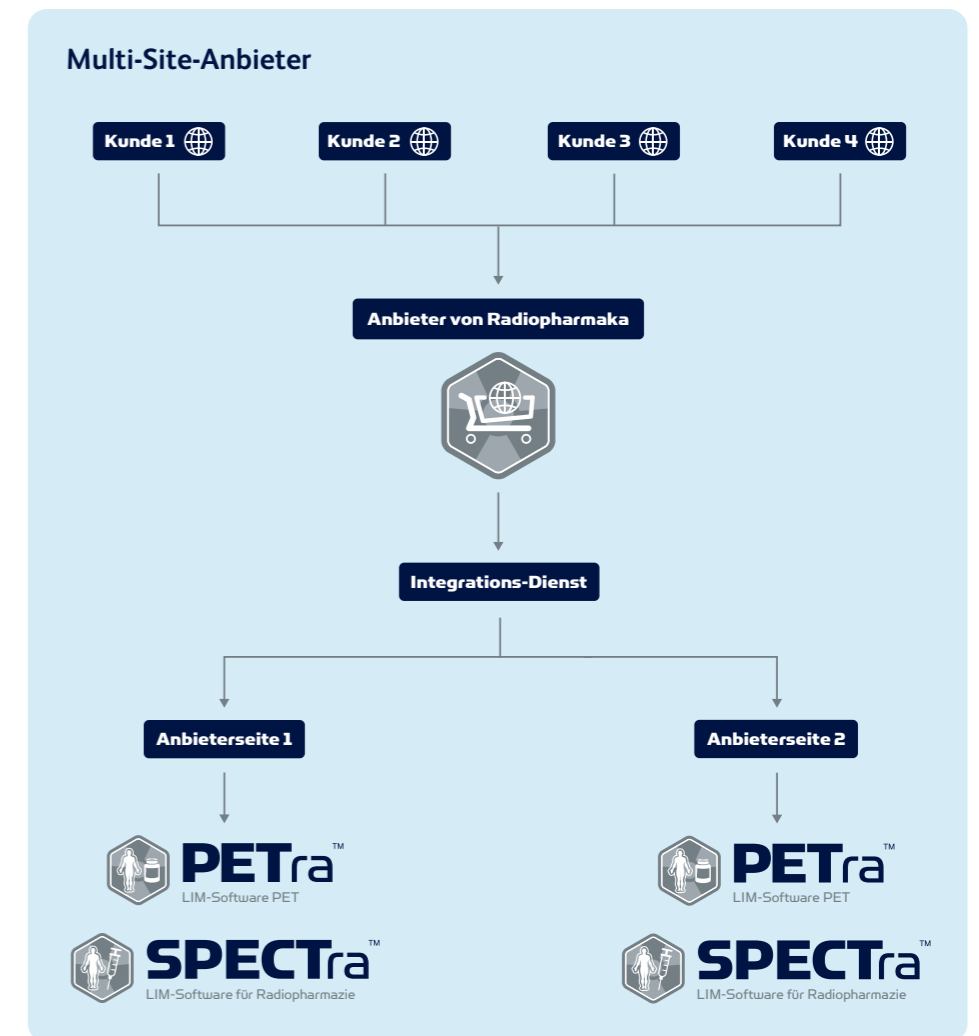 Multi-Site-Anbieter
Kunde 1
Kunde 2
Kunde 3
Kunde 4
Anbieter von Radiopharmaka
Integrations-Dienst
Anbieterseite 1
Anbieterseite 2
PETra™
LIM-Software PET
PETra™
LIM-Software PET
SPECTra™
LIM-Software für Radiopharmazie
SPECTra™
LIM-Software für Radiopharmazie